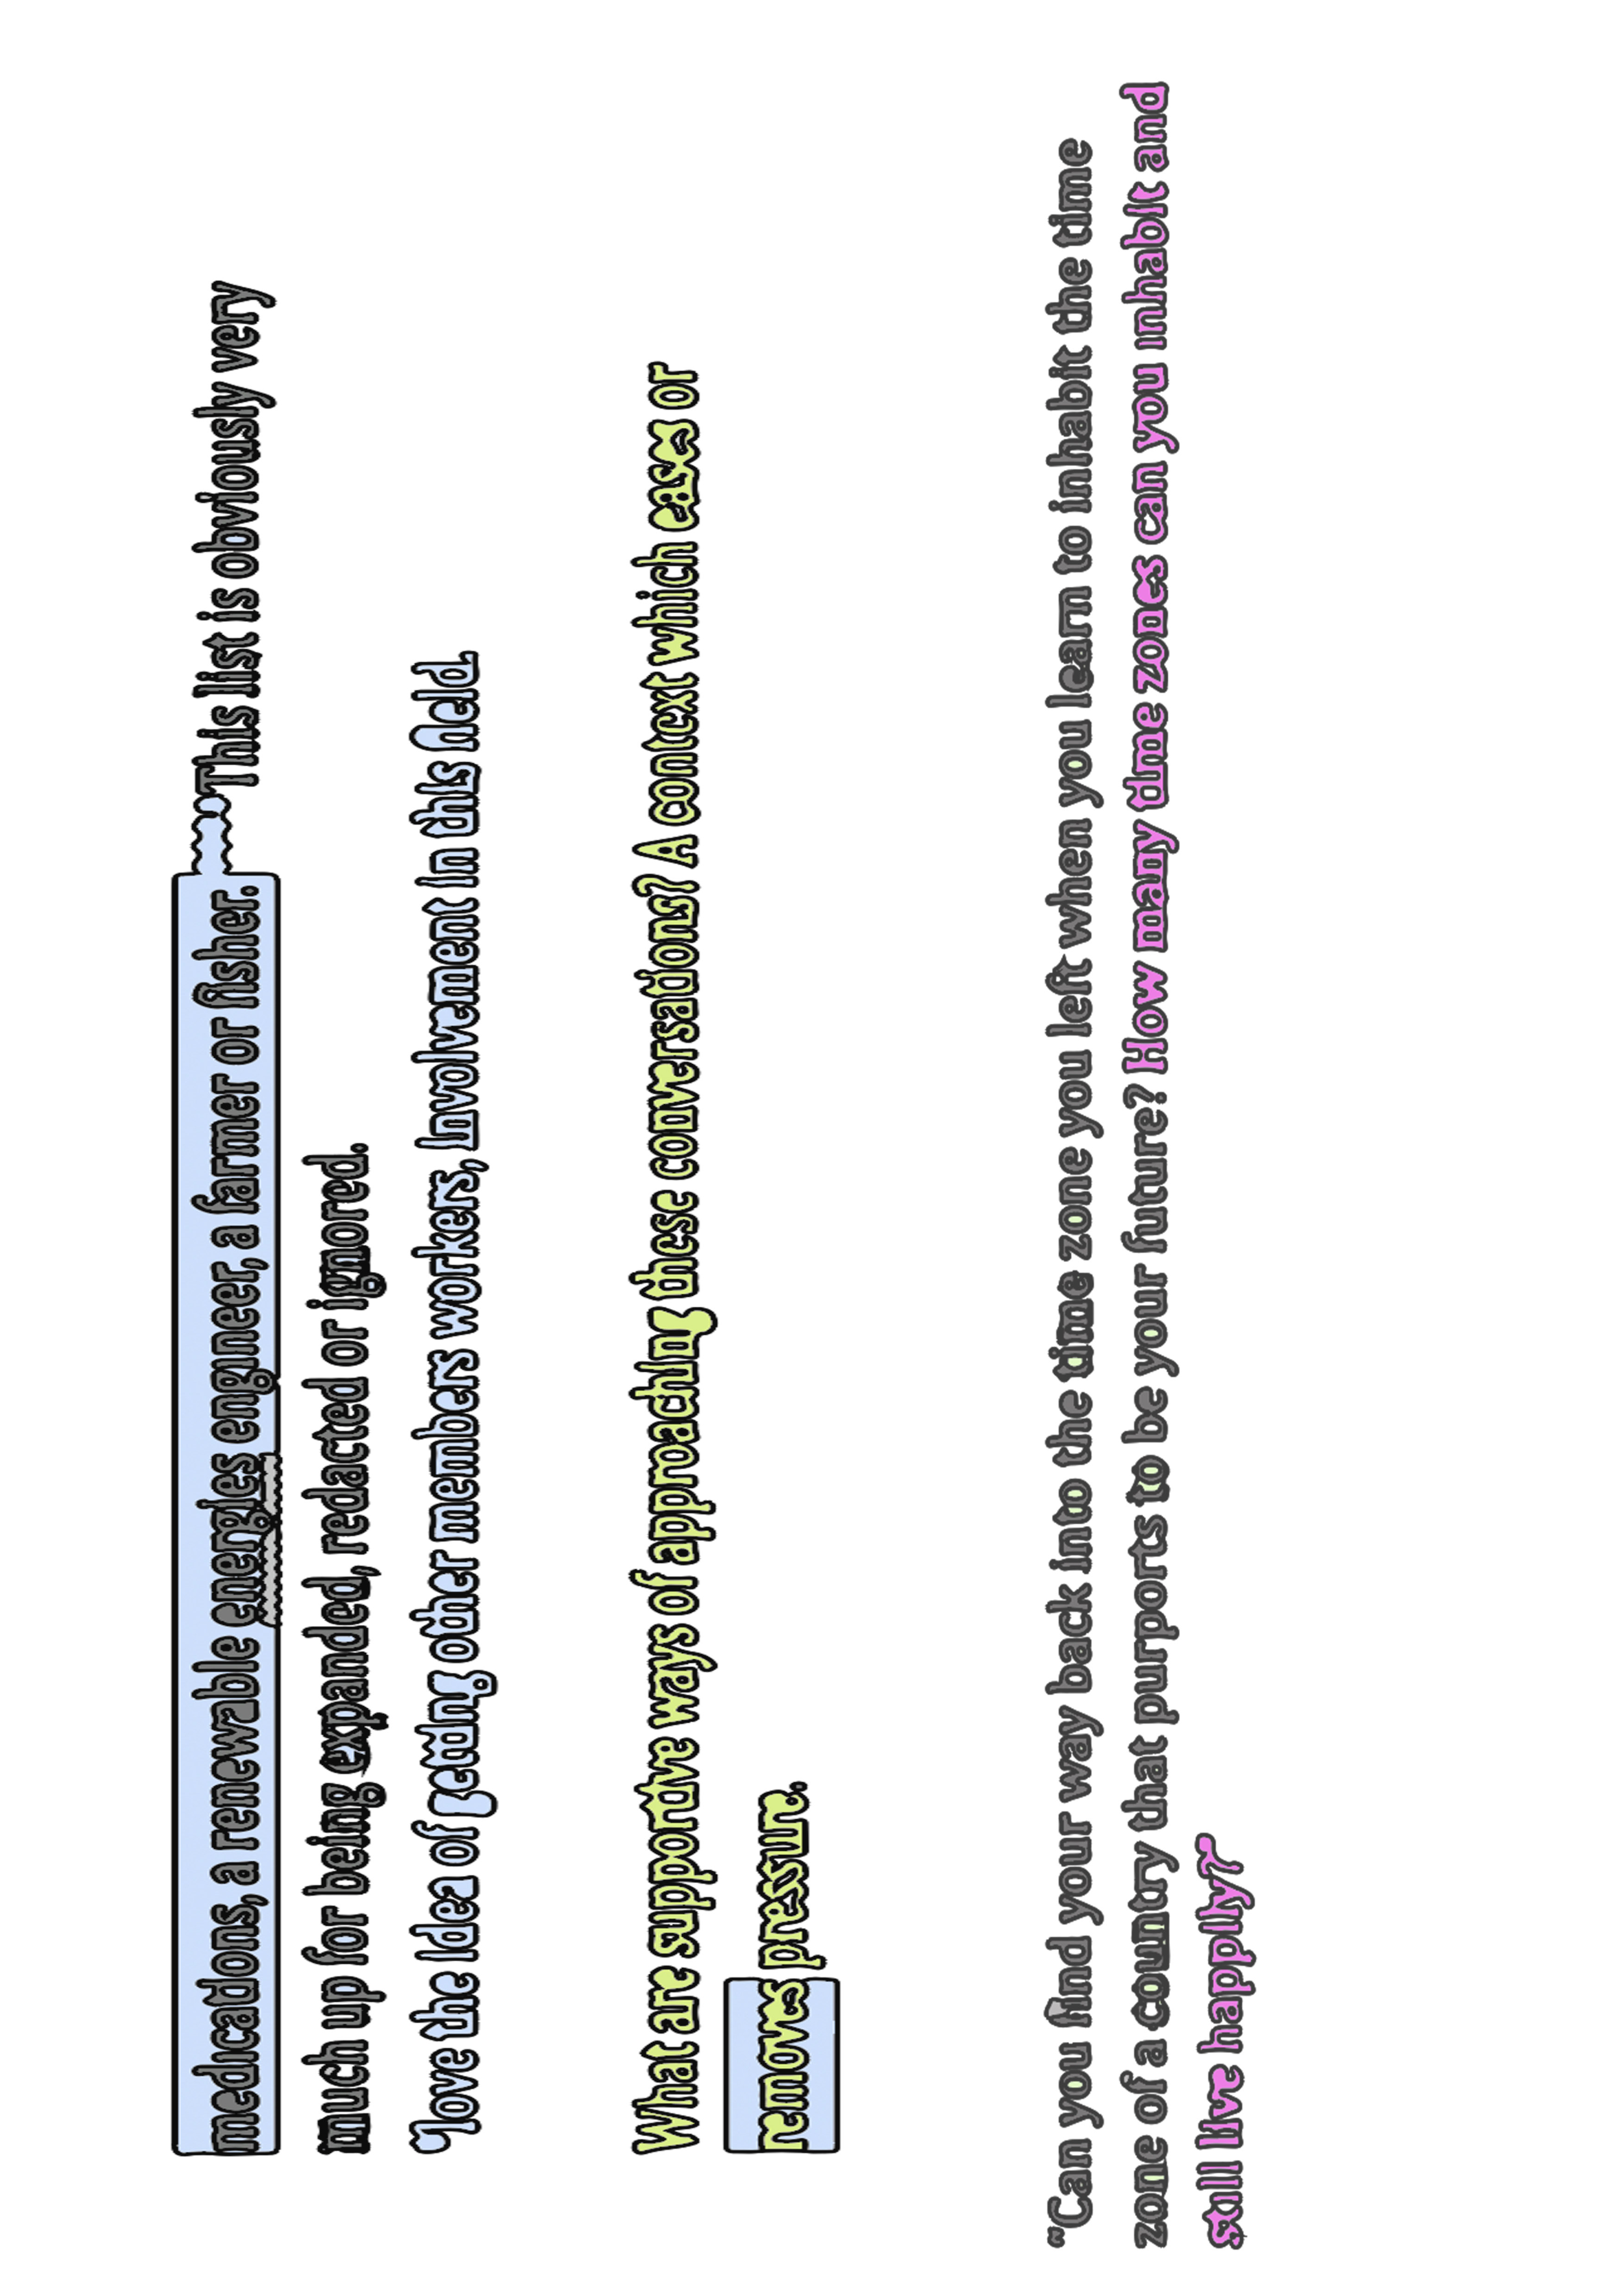 medications, a renewable energies engineer, a farmer or fisher. This list is obviously very
much up for being expanded, redacted or ignored.
love the idea of getting other members workers, involvement in this field.
What are supportive ways of approaching these conversations? A context which eases or
removes pressure.
“Can you find your way back into the time zone you left when you learn to inhabit the time
zone of a country that purports to be your future? How many time zones can you inhabit and
still live happily?”